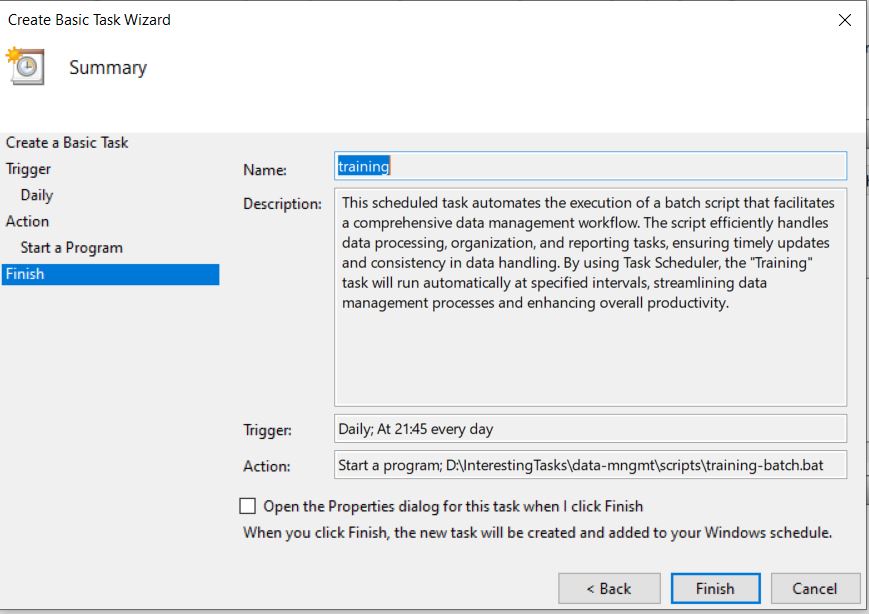 Create Basic Task Wizard
Summary
Create a Basic Task
Trigger
Daily
Action
Start a Program
Finish
Name:
training
Description:
This scheduled task automates the execution of a batch script that facilitates
a comprehensive data management workflow. The script efficiently handles
data processing, organization, and reporting tasks, ensuring timely updates
and consistency in data handling. By using Task Scheduler, the "Training"
task will run automatically at specified intervals, streamlining data
management processes and enhancing overall productivity.
Trigger:
Daily; At 21:45 every day
Action:
Start a program; D:\InterestingTasks\data-mngmt\scripts\training-batch.bat
Open the Properties dialog for this task when I click Finish
When you click Finish, the new task will be created and added to your Windows schedule.
< Back
Finish
Cancel